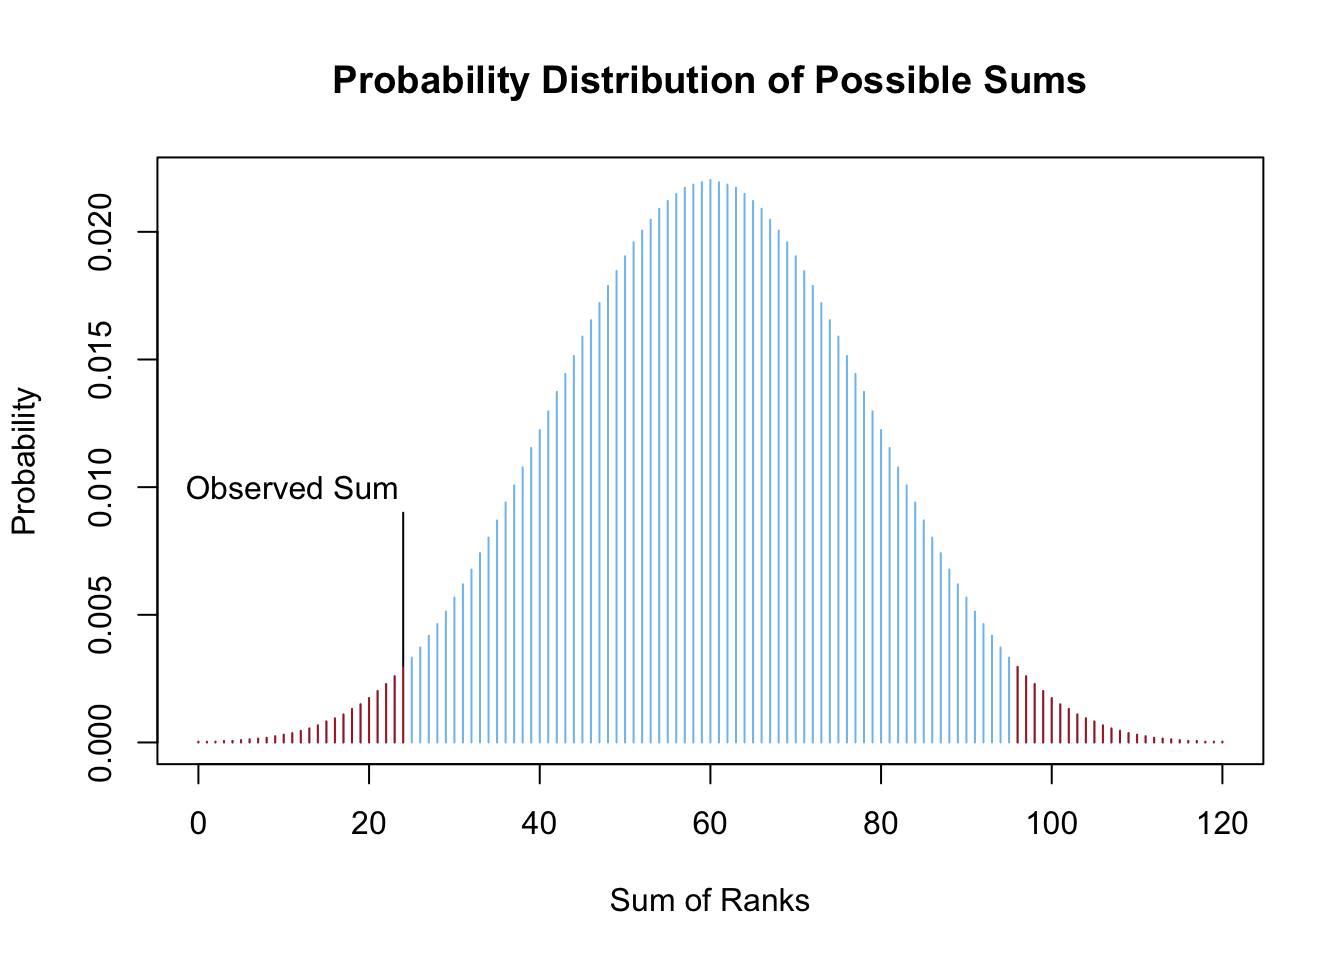 Probability Distribution of Possible Sums
Probability
0.020
0.015
0.010
0.005
0.000
Observed Sum
0 20 40 60 80 100 120
Sum of Ranks